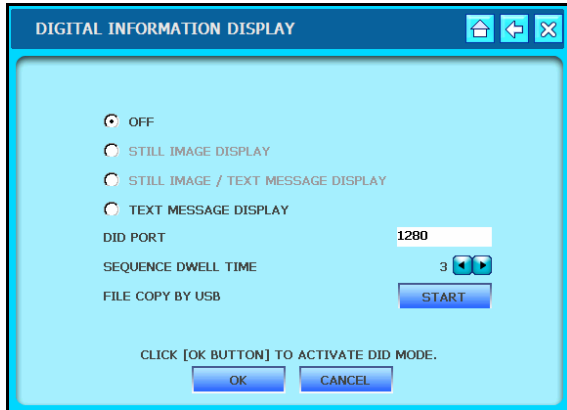 DIGITAL INFORMATION DISPLAY
OFF
STILL IMAGE DISPLAY
STILL IMAGE / TEXT MESSAGE DISPLAY
TEXT MESSAGE DISPLAY
DID PORT 1280
SEQUENCE DWELL TIME 3
FILE COPY BY USB START
CLICK [OK BUTTON] TO ACTIVATE DID MODE.
OK CANCEL